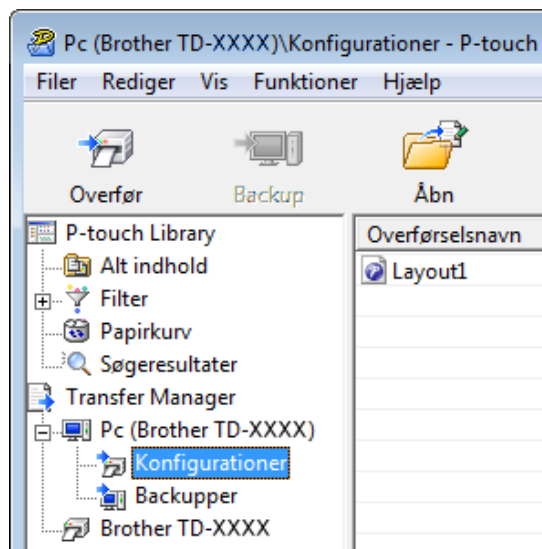 Pc (Brother TD-XXXX)\Konfigurationer - P-touch
Filer Rediger Vis Funktioner Hjælp
Overfør Backup Åbn
P-touch Library
Alt indhold
Filter
Papirkurv
Søgeresultater
Transfer Manager
Pc (Brother TD-XXXX)
Konfigurationer
Backupper
Brother TD-XXXX
Overførselsnavn
Layout1